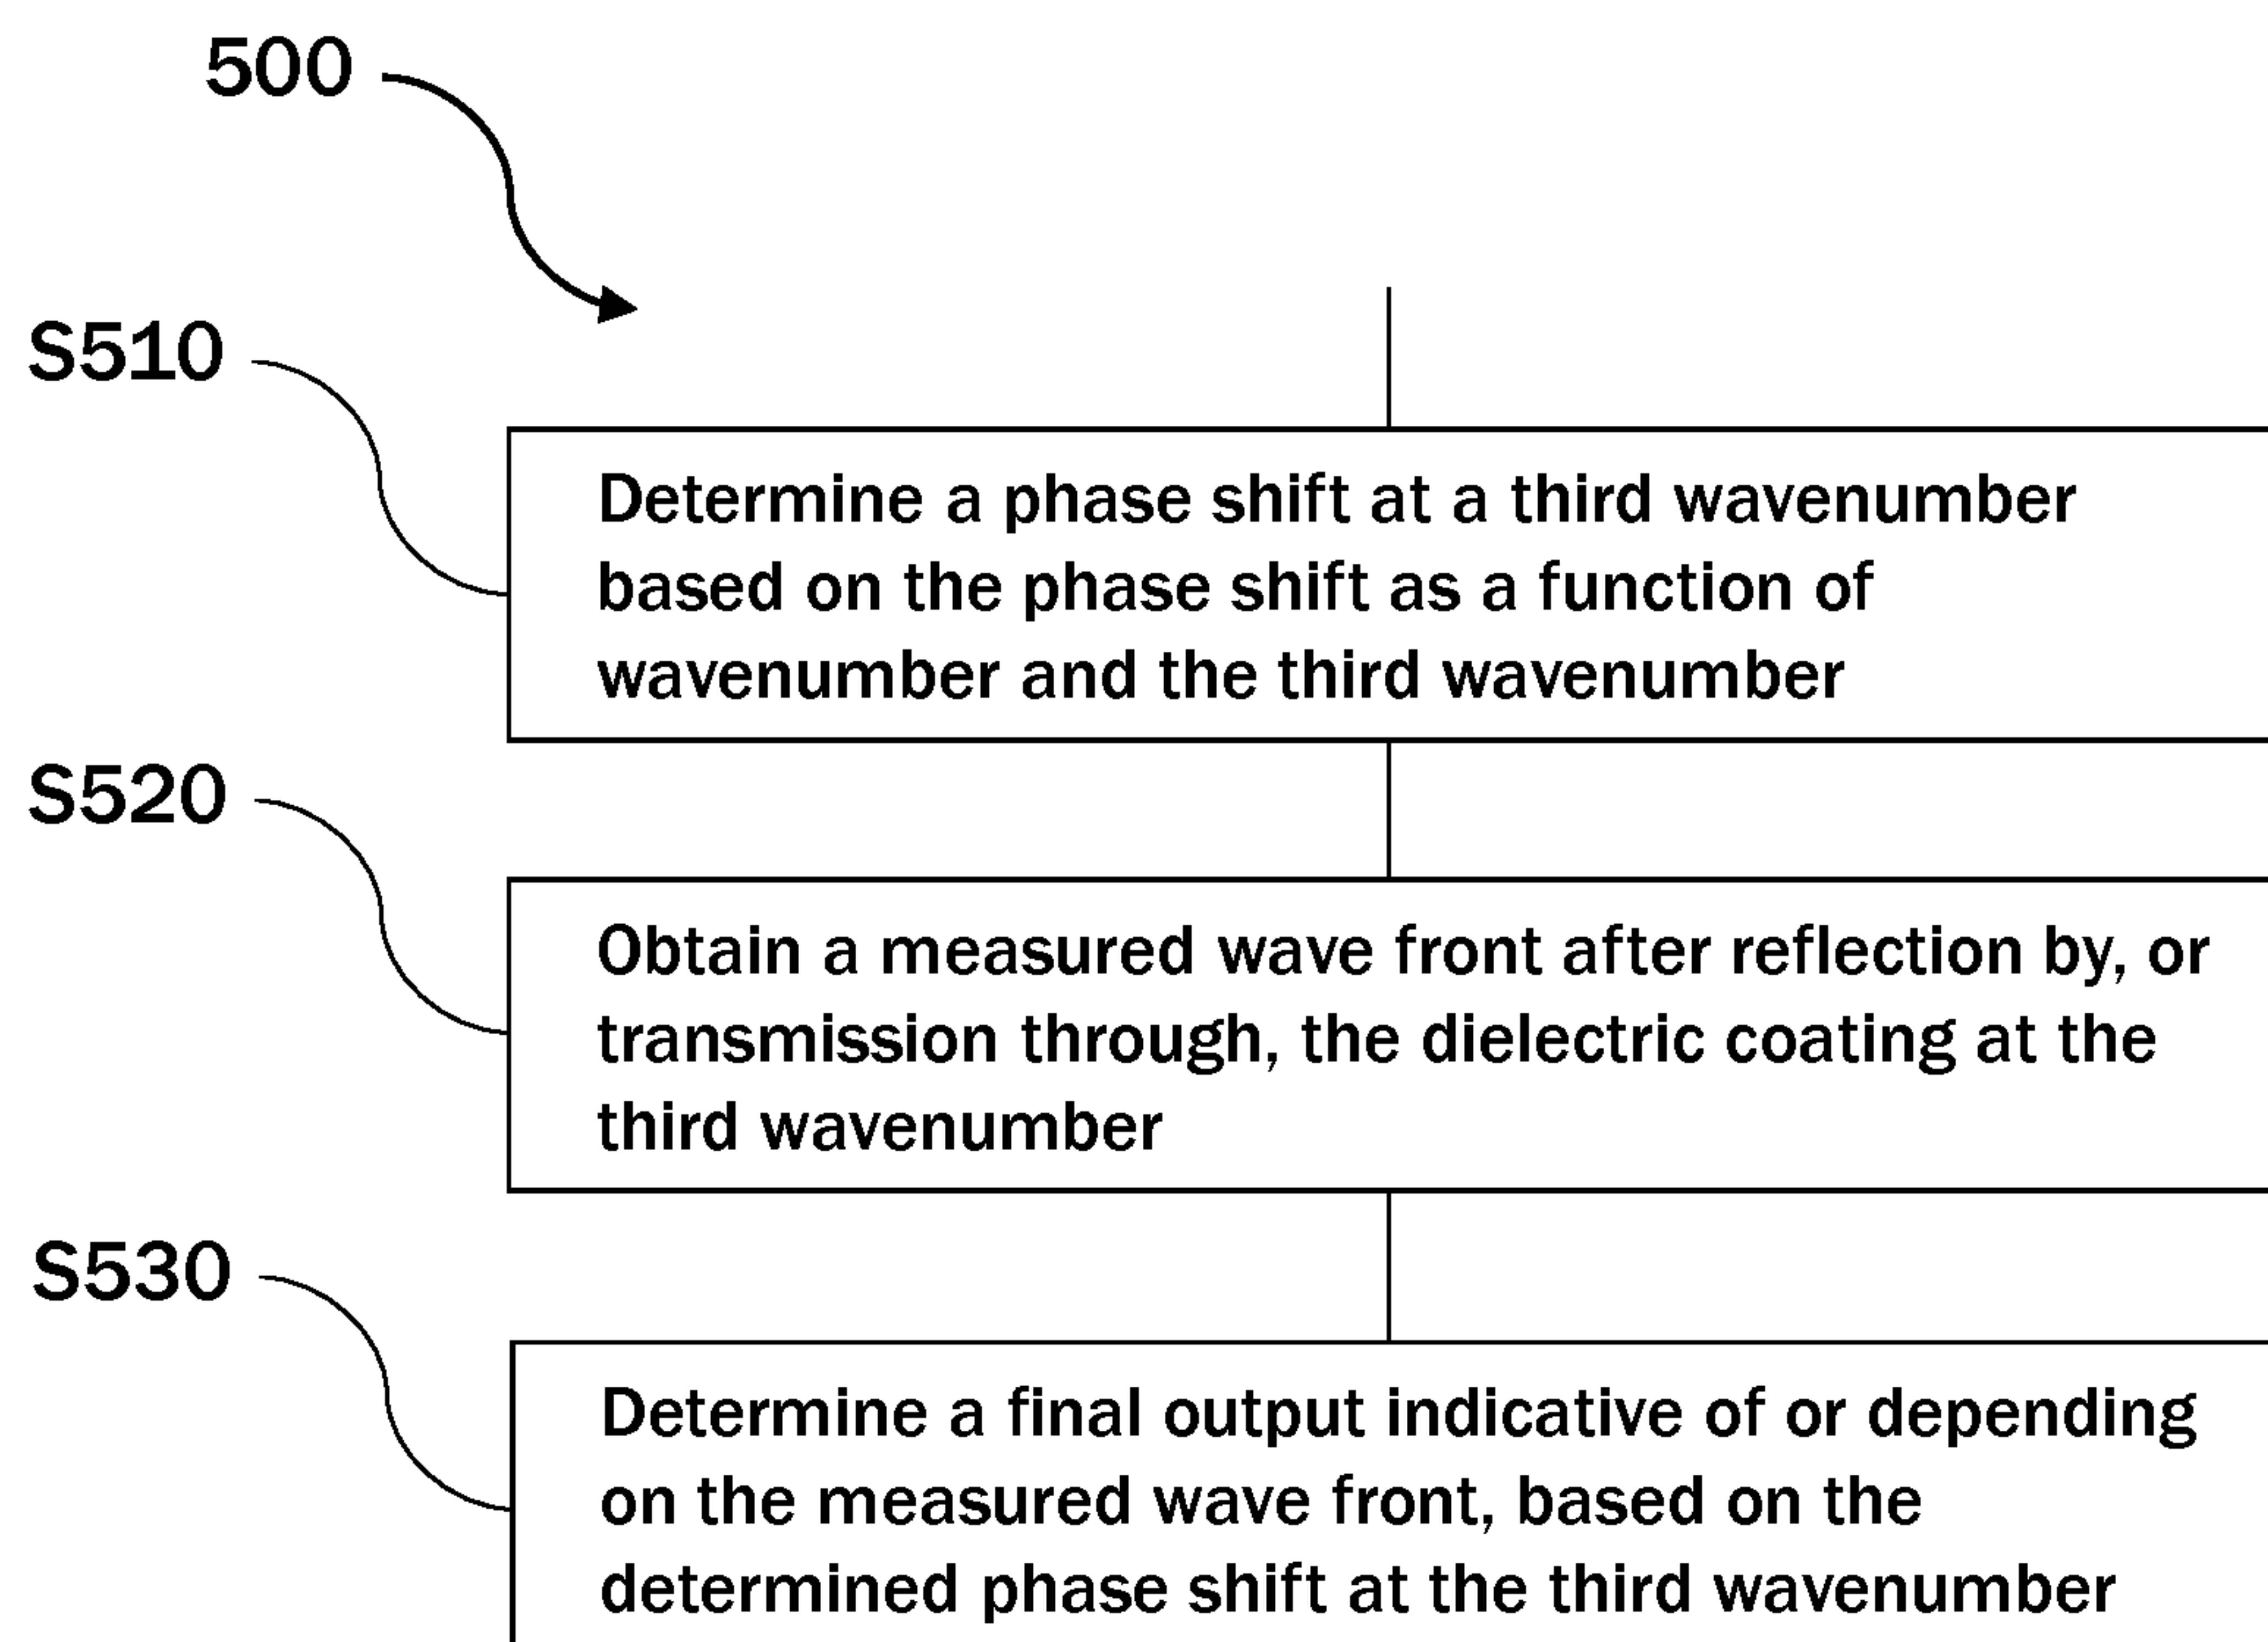 500
S510
Determine a phase shift at a third wavenumber
based on the phase shift as a function of
wavenumber and the third wavenumber
S520
Obtain a measured wave front after reflection by, or
transmission through, the dielectric coating at the
third wavenumber
S530
Determine a final output indicative of or depending
on the measured wave front, based on the
determined phase shift at the third wavenumber